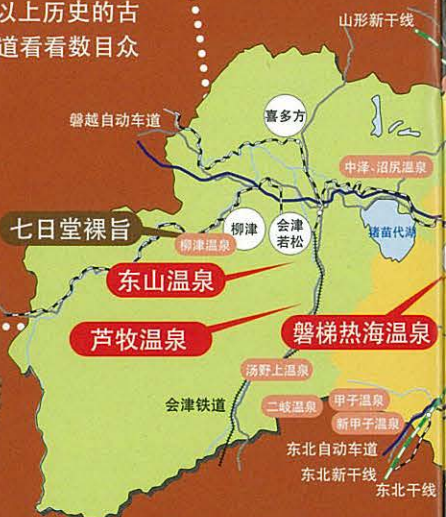 以上历史的古
道看看数目众
山形新干线
磐越自动车道
喜多方
中泽、沼尻温泉
七日堂裸旨
柳津温泉
柳津
会津
若松
猪苗代湖
东山温泉
芦牧温泉
磐梯热海温泉
汤野上温泉
会津铁道
二岐温泉
甲子温泉
新甲子温泉
东北自动车道
东北新干线
东北干线